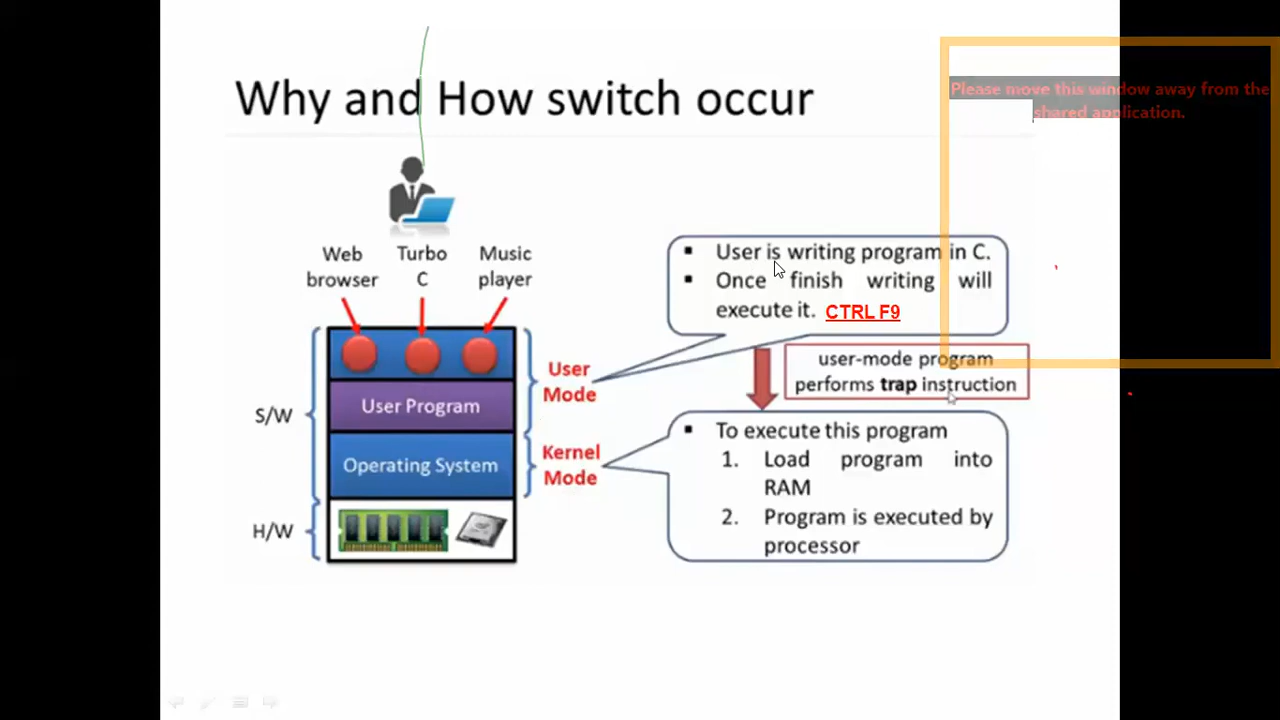 Why and How switch occur
Please move this window away from the
shared application.
Web
browser
Turbo
C
Music
player
▪ User is writing program in C.
▪ Once finish writing will
execute it. CTRL F9
User
Mode
user-mode program
performs trap instruction
S/W
User Program
Operating System
Kernel
Mode
▪ To execute this program
1. Load program into
RAM
2. Program is executed by
processor
H/W